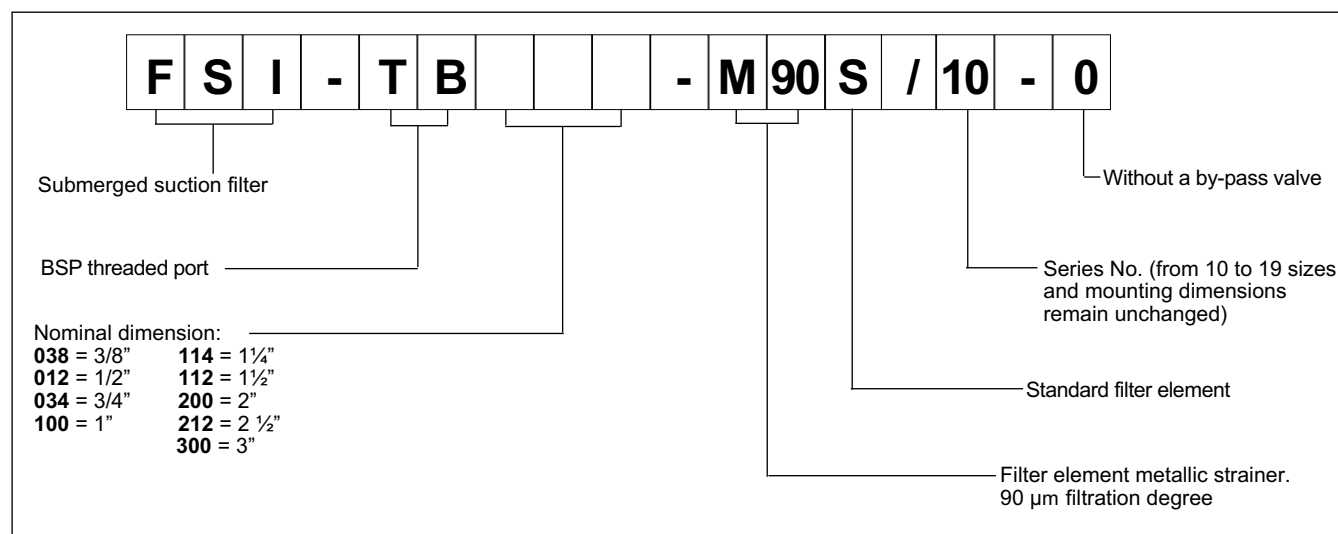 F S I - T B - M 90 S / 10 - 0
Submerged suction filter
Without a by-pass valve
BSP threaded port
Series No. (from 10 to 19 sizes
and mounting dimensions
remain unchanged)
Nominal dimension:
038 = 3/8” 114 = 1¼”
012 = 1/2” 112 = 1½”
034 = 3/4” 200 = 2”
100 = 1” 212 = 2 ½”
300 = 3”
Standard filter element
Filter element metallic strainer.
90 µm filtration degree